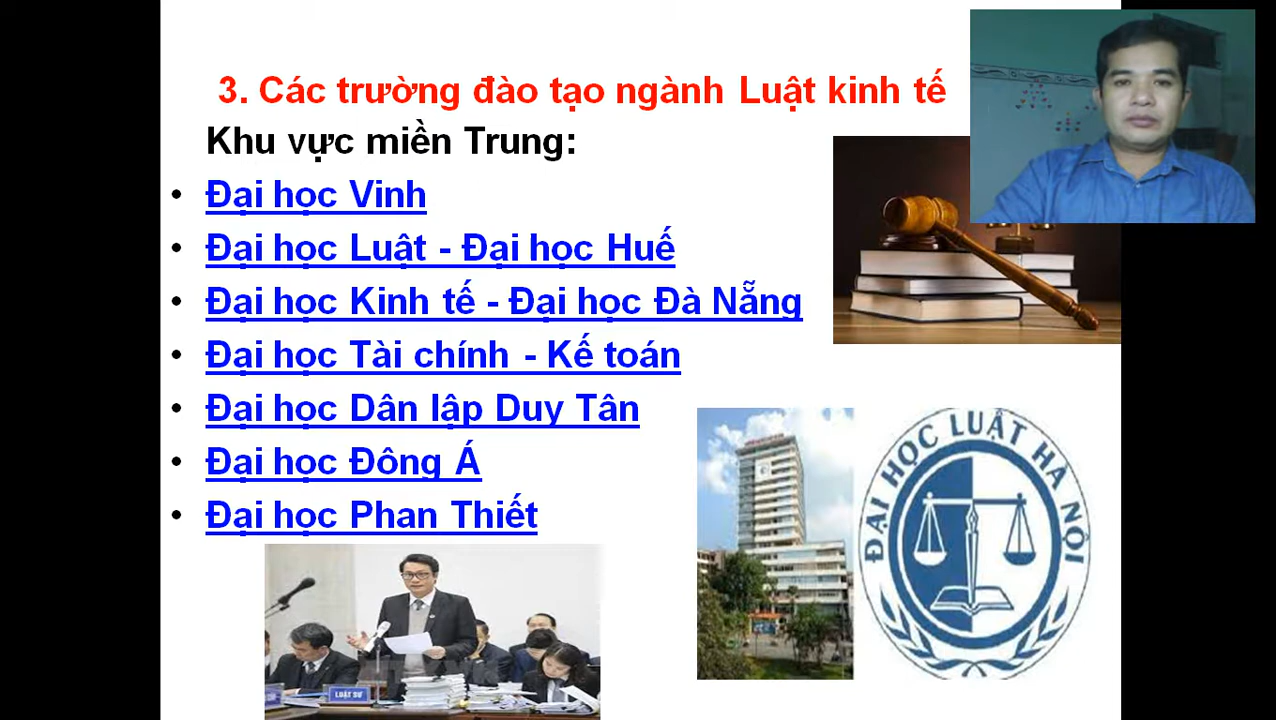 3. Các trường đào tạo ngành Luật kinh tế
Khu vực miền Trung:
• Đại học Vinh
• Đại học Luật - Đại học Huế
• Đại học Kinh tế - Đại học Đà Nẵng
• Đại học Tài chính - Kế toán
• Đại học Dân lập Duy Tân
• Đại học Đông Á
• Đại học Phan Thiết
ĐẠI HỌC LUẬT HÀ NỘI
LUẬT SƯ